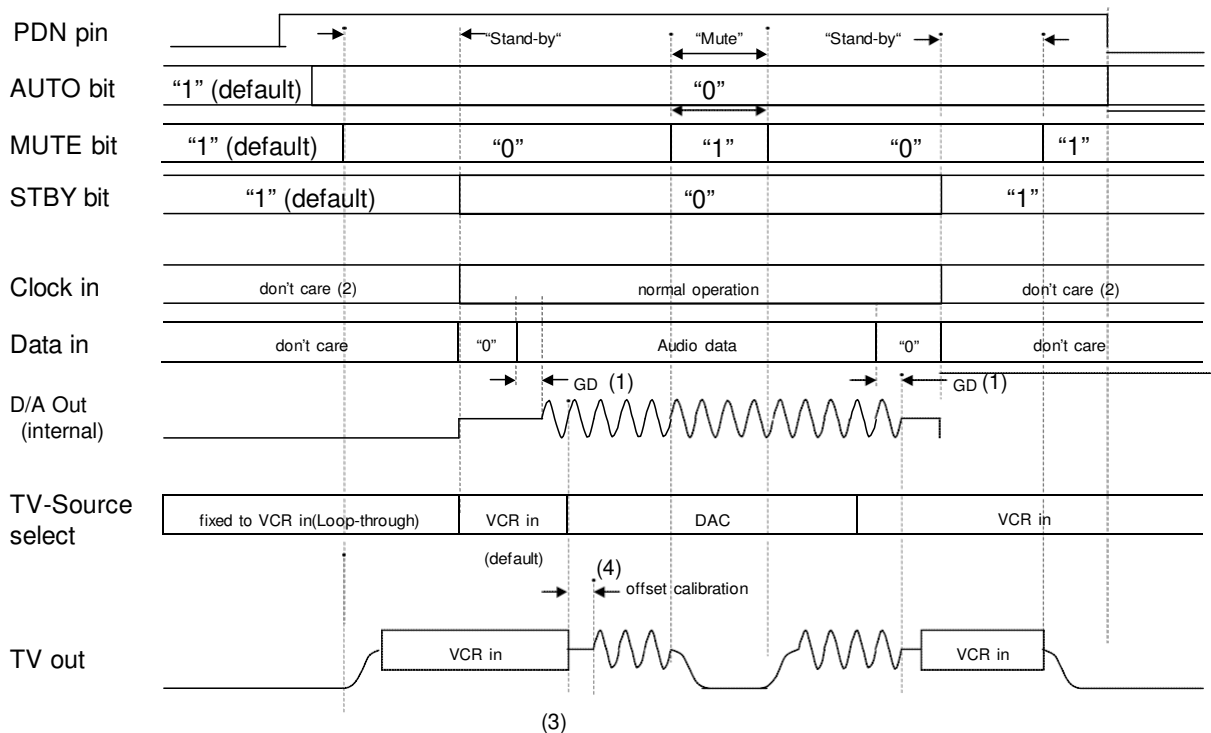 PDN pin
“Stand-by“ “Mute” “Stand-by“
AUTO bit “1” (default) “0”
MUTE bit “1” (default) “0” “1” “0” “1”
STBY bit “1” (default) “0” “1”
Clock in don’t care (2) normal operation don’t care (2)
Data in don’t care “0” Audio data “0” don’t care
GD (1) GD (1)
D/A Out
(internal)
TV-Source
select
fixed to VCR in(Loop-through) VCR in DAC VCR in
(default)
(4)
offset calibration
TV out VCR in VCR in
(3)